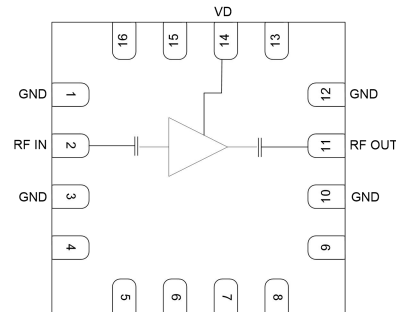 VD
16 15 14 13
GND 1 12 GND
RF IN 2 11 RF OUT
GND 3 10 GND
4 9
5 6 7 8